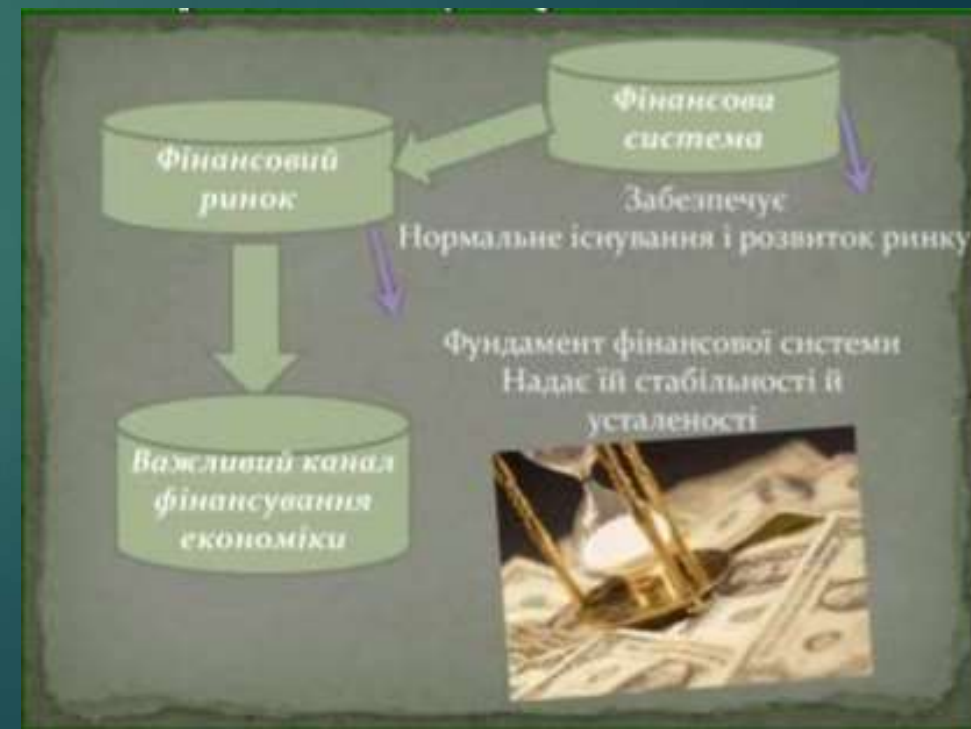 Фінансова
система
Фінансовий
ринок
Забезпечує
Нормальне існування і розвиток ринку
Фундамент фінансової системи
Надає їй стабільності й
усталеності
Важливий канал
фінансування
економіки